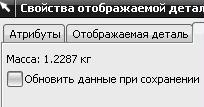 Свойства отображаемой детал
Атрибуты Отображаемая деталь
Масса: 1.2287 кг
Обновить данные при сохранении